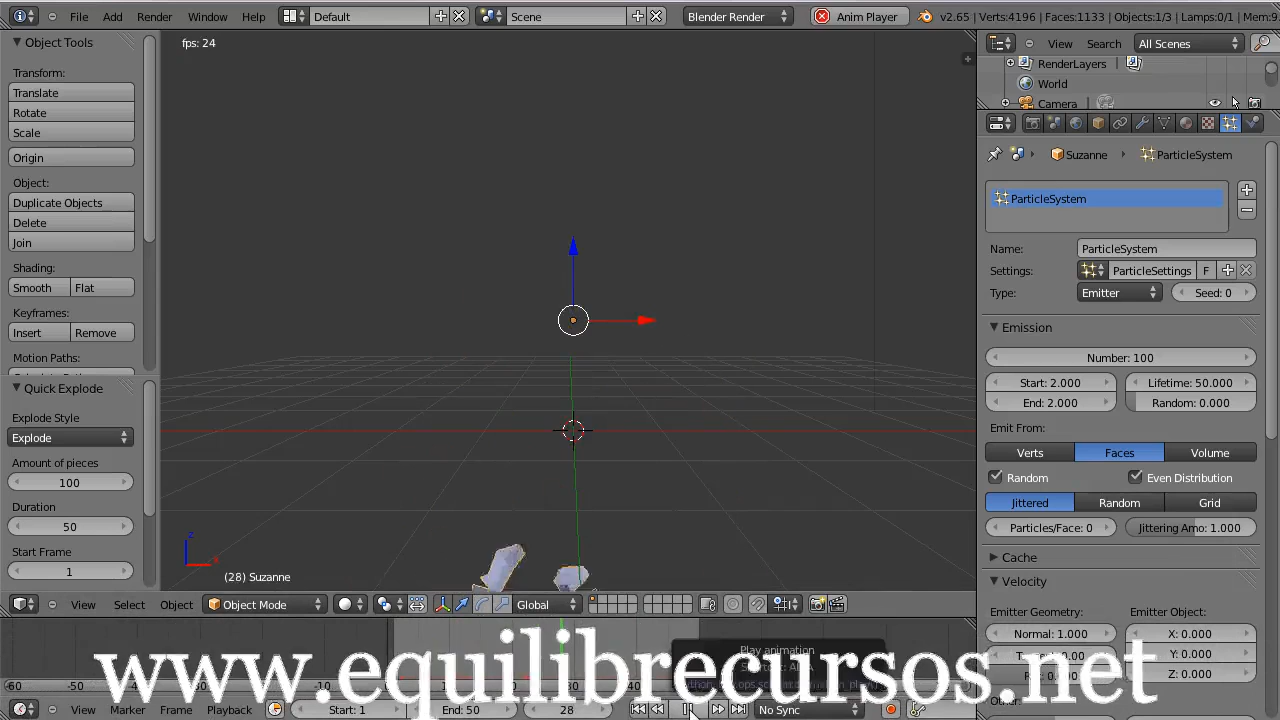 File Add Render Window Help Default Scene Blender Render Anim Player v2.65 | Verts:4196 | Faces:1133 | Objects:1/3 | Lamps:0/1 | Mem:9
Object Tools
Transform:
Translate
Rotate
Scale
Origin
Object:
Duplicate Objects
Delete
Join
Shading:
Smooth Flat
Keyframes:
Insert Remove
Motion Paths:
Quick Explode
Explode Style
Explode
Amount of pieces
100
Duration
50
Start Frame
1
fps: 24
z
x
(28) Suzanne
View Select Object Object Mode Global
View Search All Scenes
RenderLayers
World
Camera
Suzanne ParticleSystem
ParticleSystem
Name: ParticleSystem
Settings: ParticleSettings F
Type: Emitter Seed: 0
Emission
Number: 100
Start: 2.000 Lifetime: 50.000
End: 2.000 Random: 0.000
Emit From:
Verts Faces Volume
Random Even Distribution
Jittered Random Grid
Particles/Face: 0 Jittering Amo: 1.000
Cache
Velocity
Emitter Geometry: Emitter Object:
Normal: 1.000 X: 0.000
Y: 0.000
Z: 0.000
Play animation
www.equilibrecursos.net
View Marker Frame Playback Start: 1 End: 50 28 No Sync